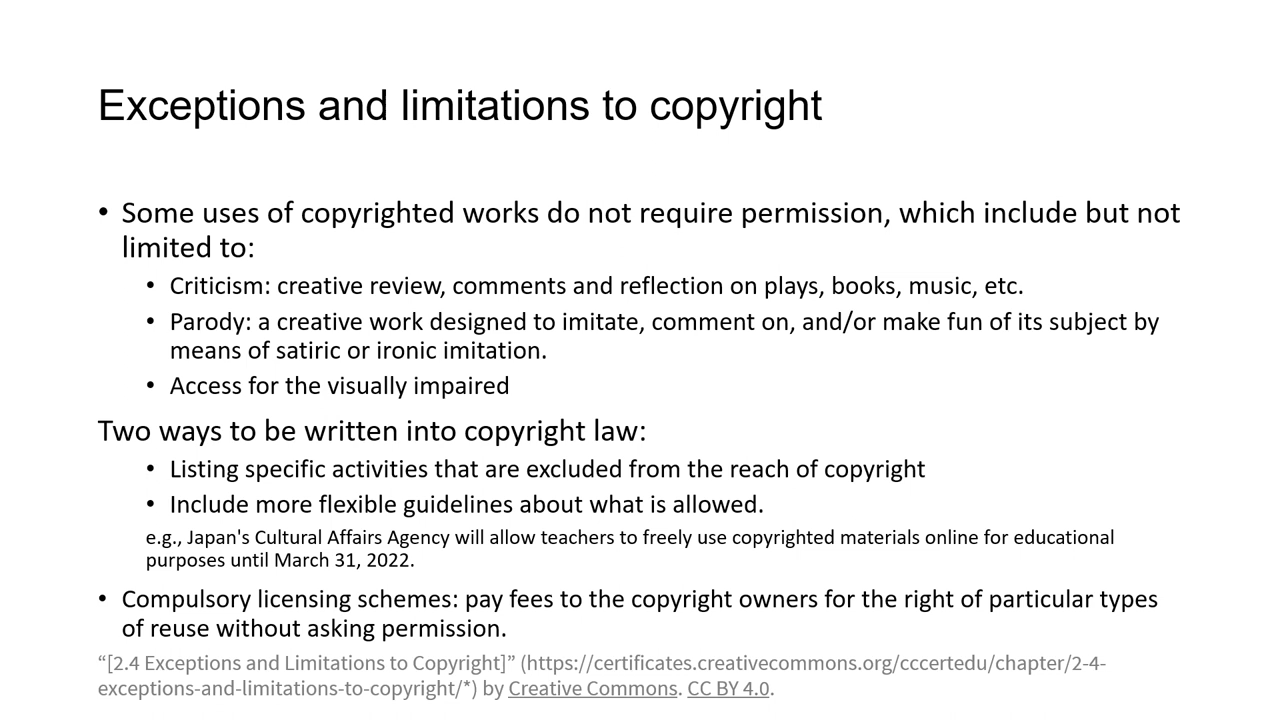 Exceptions and limitations to copyright
• Some uses of copyrighted works do not require permission, which include but not
limited to:
• Criticism: creative review, comments and reflection on plays, books, music, etc.
• Parody: a creative work designed to imitate, comment on, and/or make fun of its subject by
means of satiric or ironic imitation.
• Access for the visually impaired
Two ways to be written into copyright law:
• Listing specific activities that are excluded from the reach of copyright
• Include more flexible guidelines about what is allowed.
e.g., Japan's Cultural Affairs Agency will allow teachers to freely use copyrighted materials online for educational
purposes until March 31, 2022.
• Compulsory licensing schemes: pay fees to the copyright owners for the right of particular types
of reuse without asking permission.
“[2.4 Exceptions and Limitations to Copyright]” (https://certificates.creativecommons.org/cccertedu/chapter/2-4-
exceptions-and-limitations-to-copyright/*) by Creative Commons. CC BY 4.0.